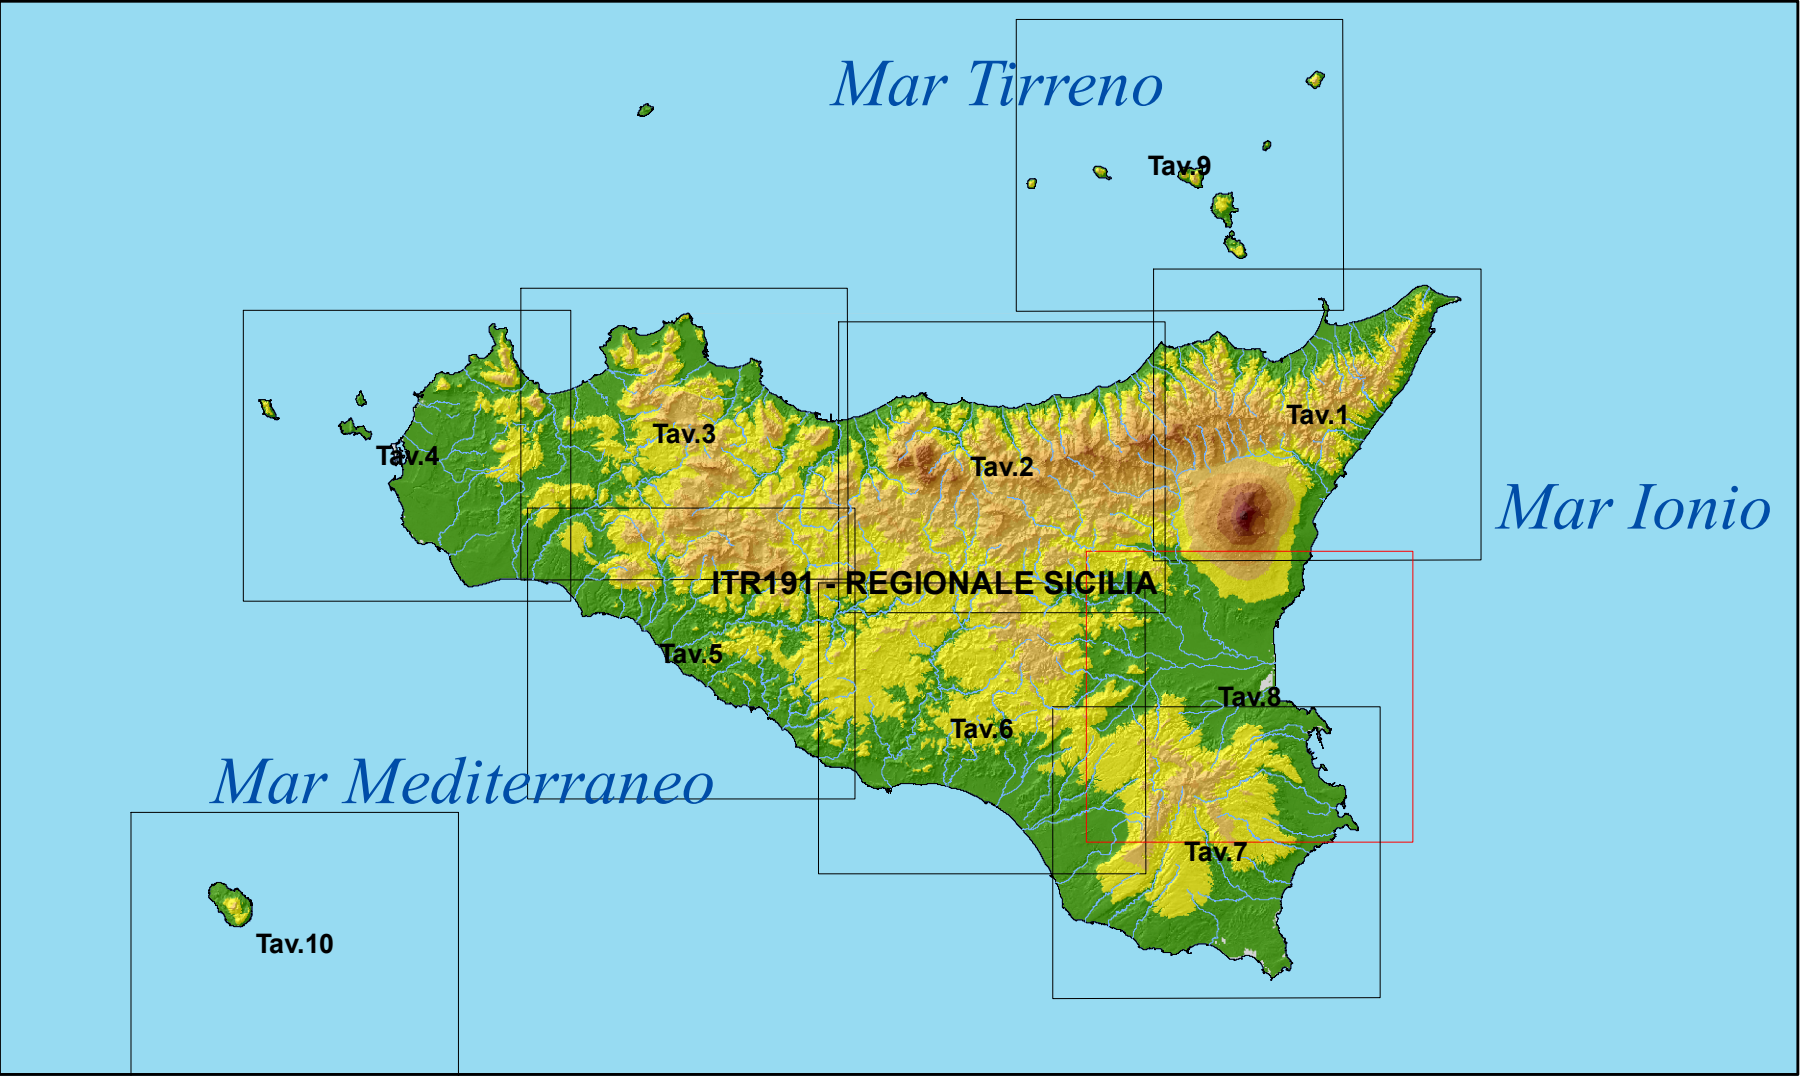 Mar Tirreno
Tav.9
Tav.1
Tav.3
Tav.4
Tav.2
Mar Ionio
ITR191 - REGIONALE SICILIA
Tav.5
Tav.8
Tav.6
Mar Mediterraneo
Tav.7
Tav.10